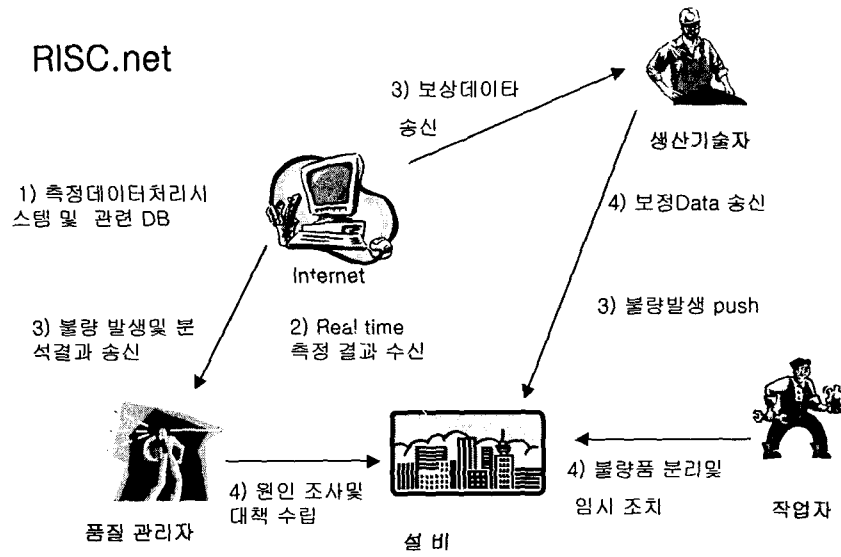 RISC.net
3) 보상데이타
송신
생산기술자
1) 측정데이터처리시
스템 및 관련 DB
4) 보정Data 송신
Internet
3) 불량 발생및 분
석결과 송신
2) Real time
측정 결과 수신
3) 불량발생 push
4) 원인 조사및
대책 수립
4) 불량품 분리및
임시 조치
품질 관리자
설 비
작업자